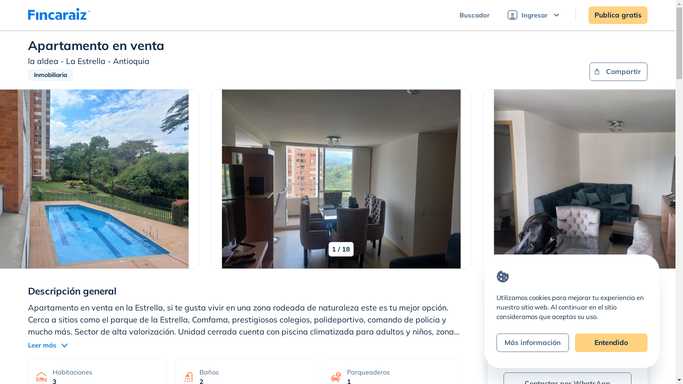 Fincaraiz
Buscador
Ingresar
Publica gratis
Apartamento en venta
la aldea - La Estrella - Antioquia
Inmobiliaria
Compartir
1 / 18
Descripción general
Apartamento en venta en la Estrella, si te gusta vivir en una zona rodeada de naturaleza este es tu mejor opción.
Cerca a sitios como el parque de la Estrella, Comfama, prestigiosos colegios, polideportivo, comando de policia y
mucho más. Sector de alta valorización. Unidad cerrada cuenta con piscina climatizada para adultos y niños, zona...
Leer más
Habitaciones
3
Baños
2
Parqueaderos
1
Utilizamos cookies para mejorar tu experiencia en
nuestro sitio web. Al continuar en el sitio
consideramos que aceptas su uso.
Más información
Entendido
Contactar por WhatsApp